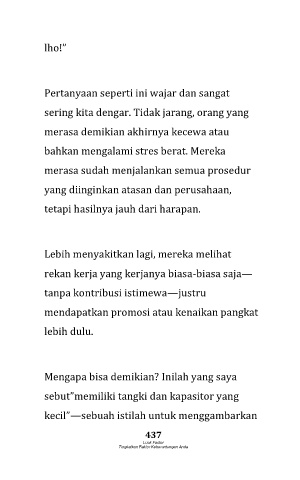 lho!”
Pertanyaan seperti ini wajar dan sangat
sering kita dengar. Tidak jarang, orang yang
merasa demikian akhirnya kecewa atau
bahkan mengalami stres berat. Mereka
merasa sudah menjalankan semua prosedur
yang diinginkan atasan dan perusahaan,
tetapi hasilnya jauh dari harapan.
Lebih menyakitkan lagi, mereka melihat
rekan kerja yang kerjanya biasa-biasa saja—
tanpa kontribusi istimewa—justru
mendapatkan promosi atau kenaikan pangkat
lebih dulu.
Mengapa bisa demikian? Inilah yang saya
sebut”memiliki tangki dan kapasitor yang
kecil”—sebuah istilah untuk menggambarkan
437
Luck Factor
Tingkatkan Faktor Keberuntungan Anda